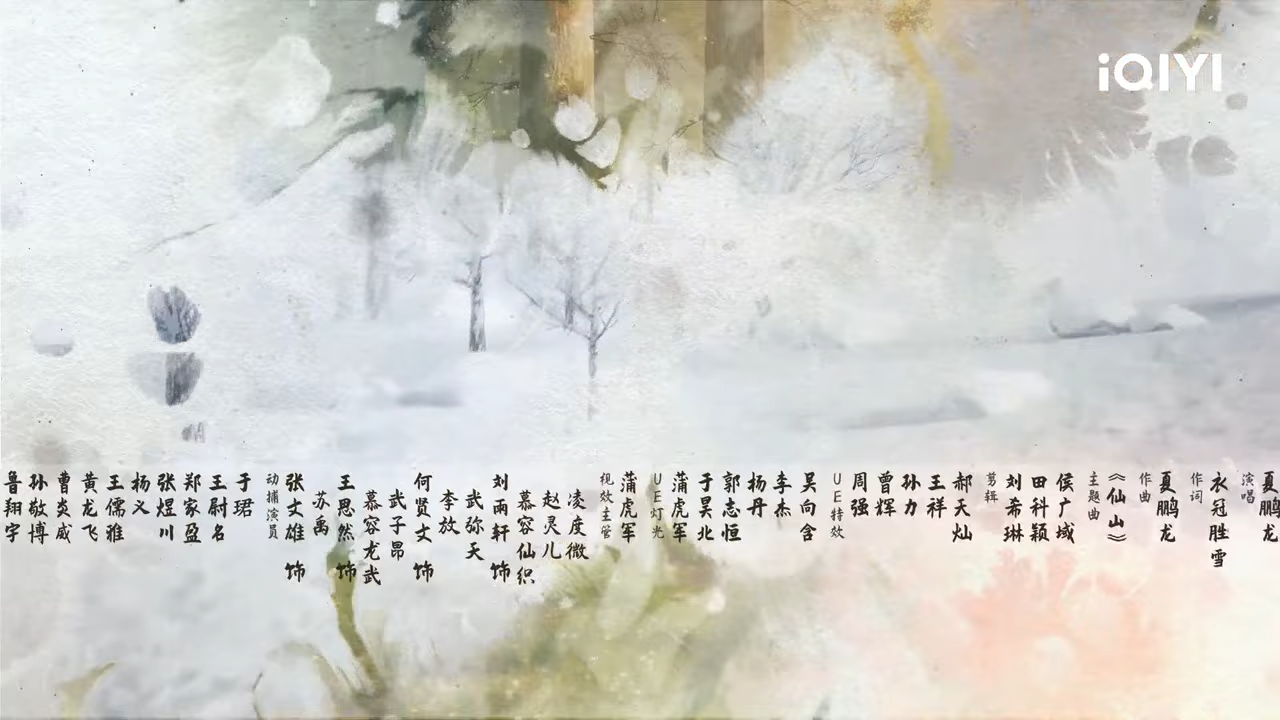 iQIYI
鲁翔宇
孙敬博
曹炎威
黄龙飞
王儒雅
杨义
张煜川
郑家盈
王尉名
于珺
动捕演员
张文雄 饰
苏禹
王思然 饰
慕容龙武
武子昂
何贤文 饰
李放
武弥天
刘雨轩 饰
慕容仙织
赵灵儿
凌度微
视效主管
蒲虎军
UE灯光
蒲虎军
于昊北
郭志恒
杨丹
李杰
吴向含
UE特效
周强
曾辉
孙力
王祥
郝天灿
剪辑
刘希琳
田科颖
侯广域
主题曲
《仙山》
作曲
夏鹏龙
作词
衣冠胜雪
演唱
夏鹏龙